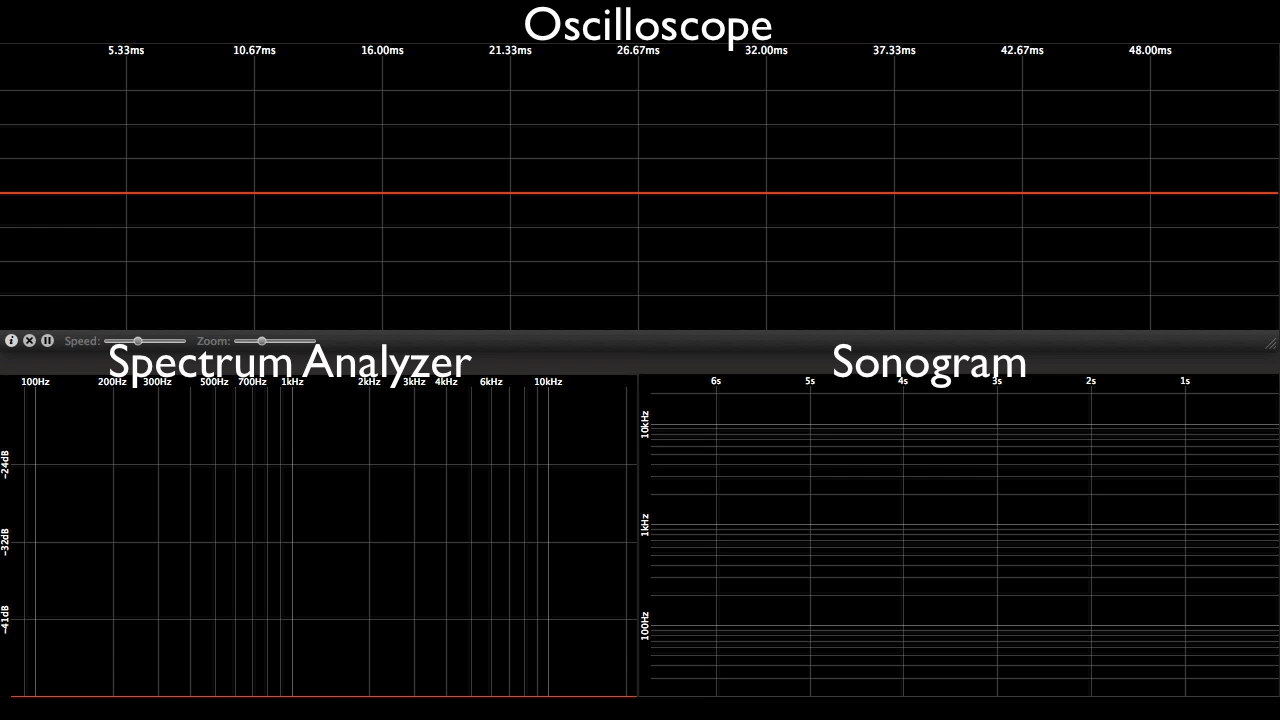 Oscilloscope
5.33ms 10.67ms 16.00ms 21.33ms 26.67ms 32.00ms 37.33ms 42.67ms 48.00ms
i Speed: Zoom:
Spectrum Analyzer
100Hz 200Hz 300Hz 500Hz 700Hz 1kHz 2kHz 3kHz 4kHz 6kHz 10kHz
-24dB
-32dB
-41dB
Sonogram
6s 5s 4s 3s 2s 1s
10kHz
1kHz
100Hz